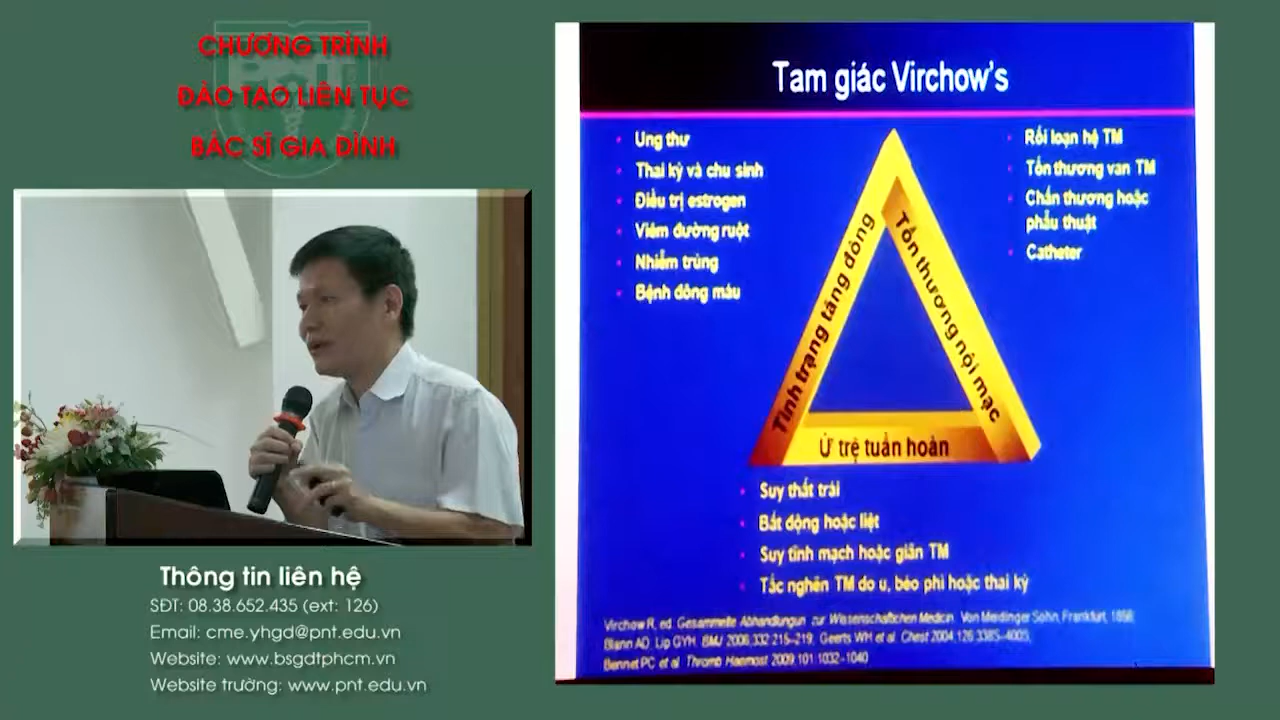 CHƯƠNG TRÌNH
ĐÀO TẠO LIÊN TỤC
BÁC SĨ GIA ĐÌNH
Thông tin liên hệ
SĐT: 08.38.652.435 (ext: 126)
Email: cme.yhgd@pnt.edu.vn
Website: www.bsgdtphcm.vn
Website trường: www.pnt.edu.vn
Tam giác Virchow's
Ung thư
Thai kỳ và chu sinh
Điều trị estrogen
Viêm đường ruột
Nhiễm trùng
Bệnh đông máu
Rối loạn hệ TM
Tổn thương van TM
Chấn thương hoặc
phẫu thuật
Catheter
Tình trạng tăng đông
Tổn thương nội mạc
Ứ trệ tuần hoàn
Suy thất trái
Bất động hoặc liệt
Suy tĩnh mạch hoặc giãn TM
Tắc nghẽn TM do u, béo phì hoặc thai kỳ
Virchow R, ed. Gesammelte Abhandlungun zur Wissenschaftlichen Medicin. Von Meidinger Sohn, Frankfurt, 1856
Blann AD, Lip GYH. BMJ 2006;332:215–219; Geerts WH et al. Chest 2004;126:338S–400S;
Bennet PC et al. Thromb Haemost 2009;101:1032–1040